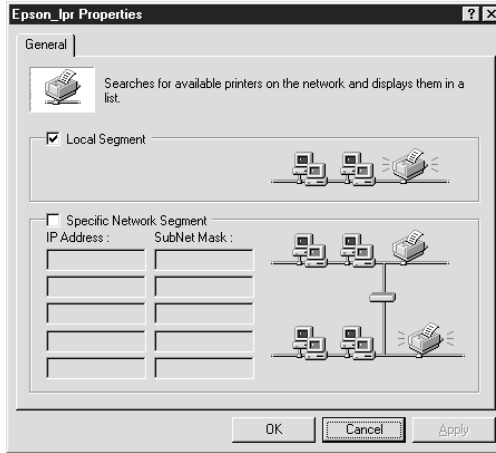 Epson_lpr Properties
General
Searches for available printers on the network and displays them in a
list.
Local Segment
Specific Network Segment
IP Address : SubNet Mask :
OK Cancel Apply